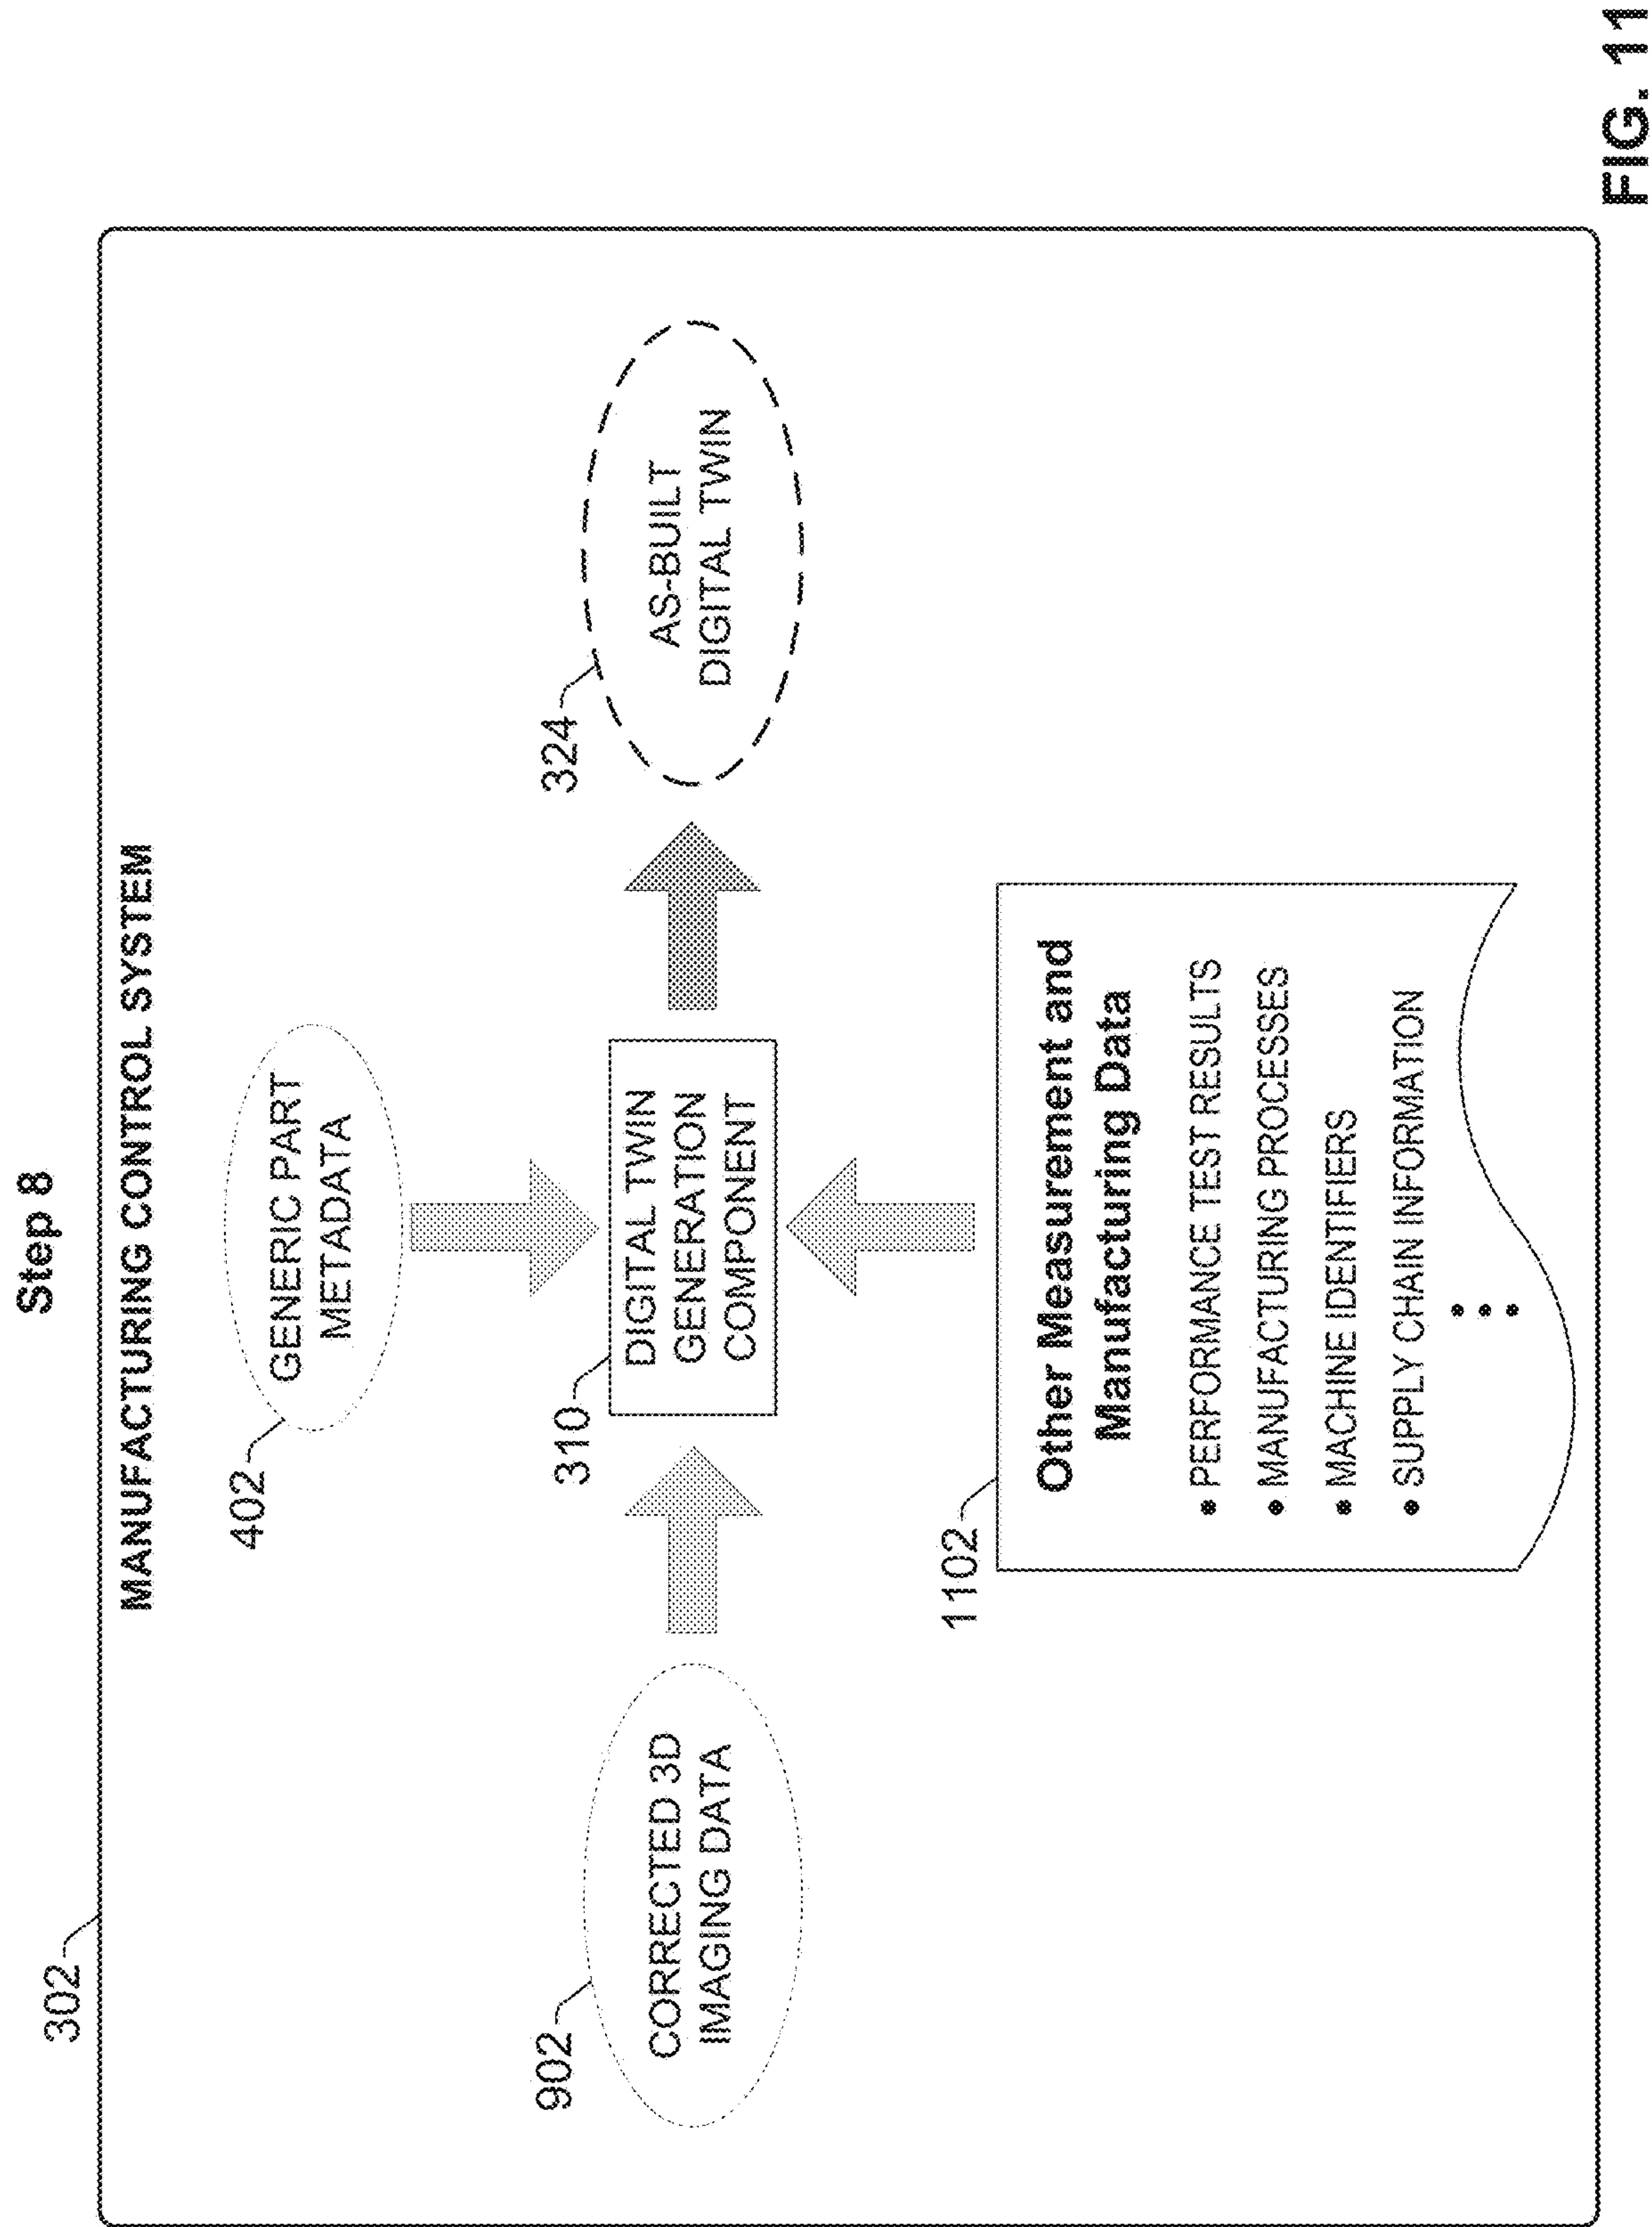 Step 8
302
MANUFACTURING CONTROL SYSTEM
402
GENERIC PART
METADATA
902
CORRECTED 3D
IMAGING DATA
310
DIGITAL TWIN
GENERATION
COMPONENT
324
AS-BUILT
DIGITAL TWIN
1102
Other Measurement and
Manufacturing Data
• PERFORMANCE TEST RESULTS
• MANUFACTURING PROCESSES
• MACHINE IDENTIFIERS
• SUPPLY CHAIN INFORMATION
FIG. 11